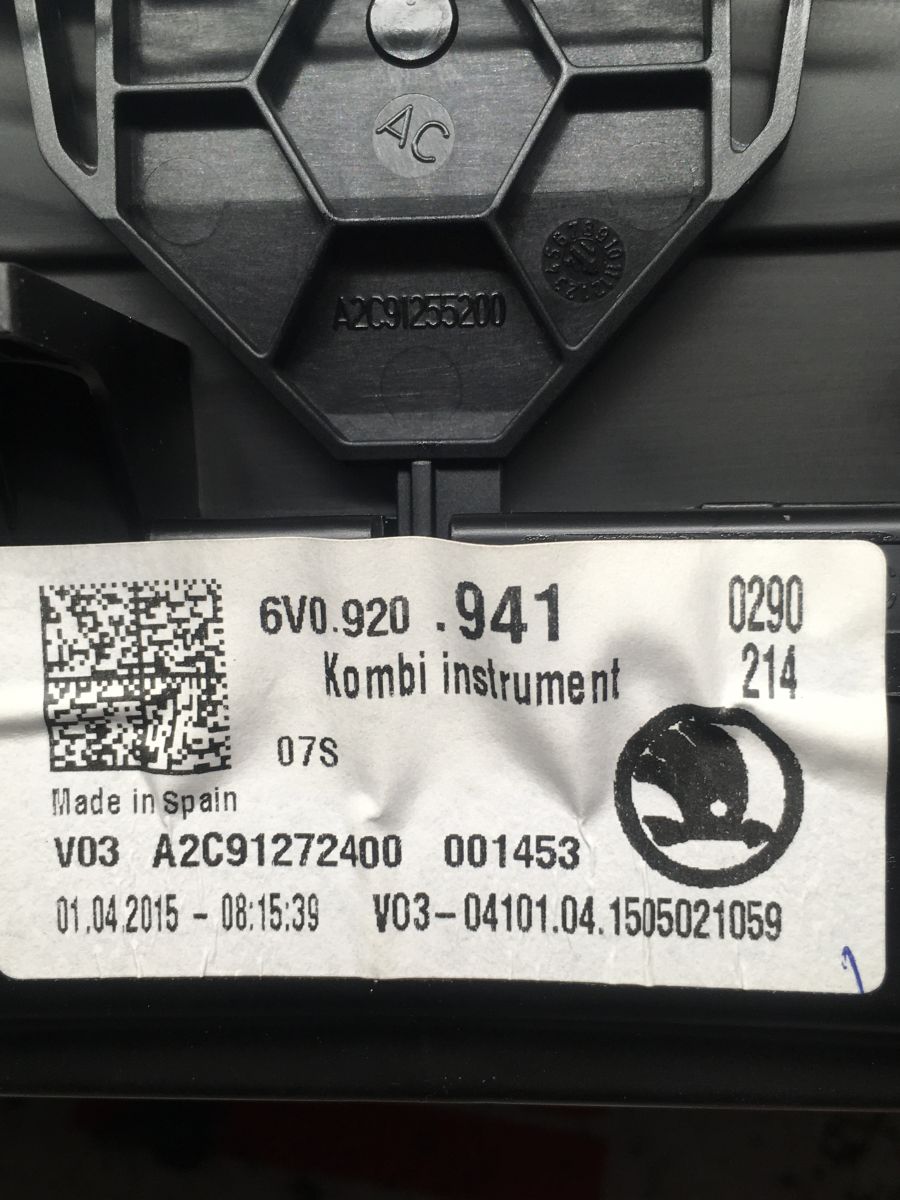 AC
A2C91255200
6V0.920 .941 0290
Kombi instrument 214
07S
Made in Spain
V03 A2C91272400 001453
01.04.2015 - 08:15:39 V03-04101.04.1505021059